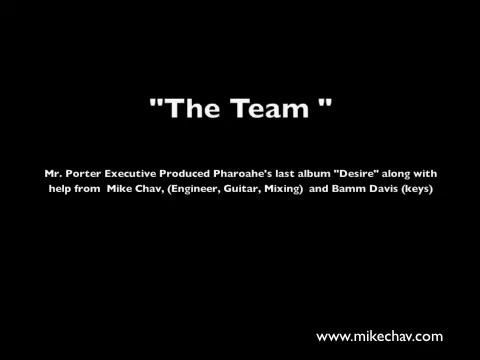 "The Team "
Mr. Porter Executive Produced Pharoahe's last album "Desire" along with
help from  Mike Chav, (Engineer, Guitar, Mixing)  and Bamm Davis (keys)
www.mikechav.com